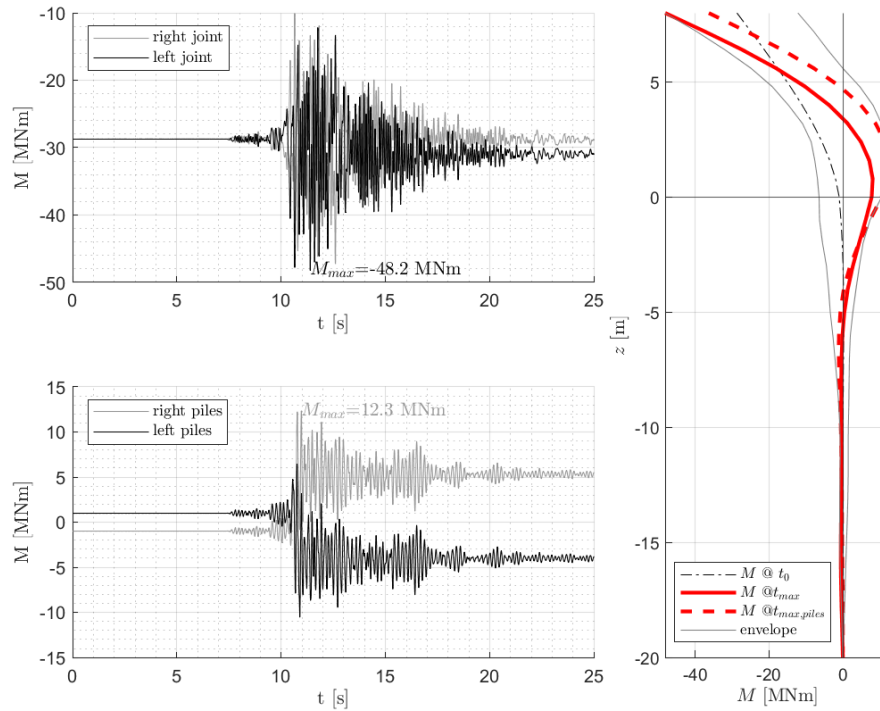 -10
-20
-30
-40
-50
M [MNm]
right joint
left joint
M_max=-48.2 MNm
0 5 10 15 20 25
t [s]
15
10
5
0
-5
-10
-15
M [MNm]
right piles
left piles
M_max=12.3 MNm
0 5 10 15 20 25
t [s]
5
0
-5
-10
-15
-20
z [m]
M @ t_0
M @t_max
M @t_max,piles
envelope
-40 -20 0
M [MNm]